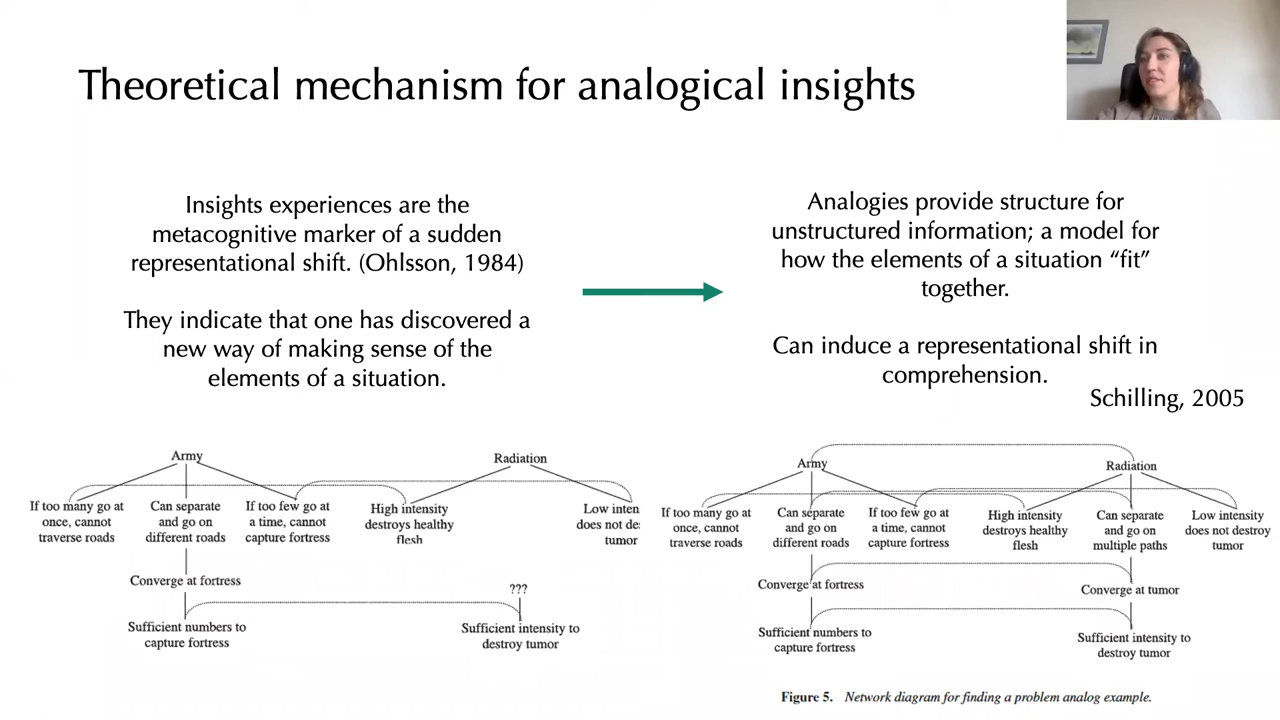 Theoretical mechanism for analogical insights
Insights experiences are the
metacognitive marker of a sudden
representational shift. (Ohlsson, 1984)
They indicate that one has discovered a
new way of making sense of the
elements of a situation.
Analogies provide structure for
unstructured information; a model for
how the elements of a situation “fit”
together.
Can induce a representational shift in
comprehension.
Schilling, 2005
Army
Radiation
If too many go at
once, cannot
traverse roads
Can separate
and go on
different roads
If too few go at
a time, cannot
capture fortress
High intensity
destroys healthy
flesh
Low inten
does not de
tumor
Converge at fortress
???
Sufficient numbers to
capture fortress
Sufficient intensity to
destroy tumor
Army
Radiation
If too many go at
once, cannot
traverse roads
Can separate
and go on
different roads
If too few go at
a time, cannot
capture fortress
High intensity
destroys healthy
flesh
Can separate
and go on
multiple paths
Low intensity
does not destroy
tumor
Converge at fortress
Converge at tumor
Sufficient numbers to
capture fortress
Sufficient intensity to
destroy tumor
Figure 5. Network diagram for finding a problem analog example.